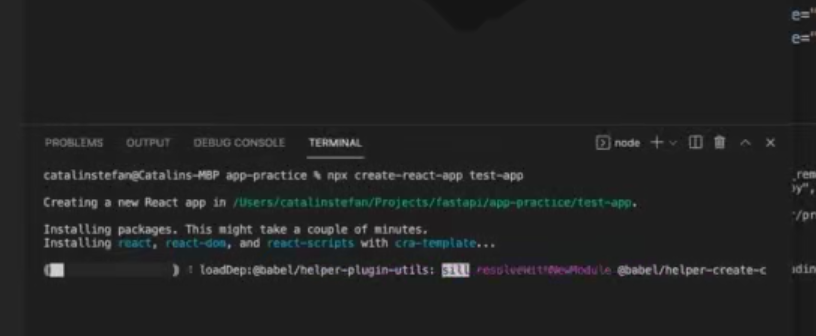 e="
e="
PROBLEMS OUTPUT DEBUG CONSOLE TERMINAL node
catalinstefan@Catalins-MBP app-practice % npx create-react-app test-app
Creating a new React app in /Users/catalinstefan/Projects/fastapi/app-practice/test-app.
Installing packages. This might take a couple of minutes.
Installing react, react-dom, and react-scripts with cra-template...
( ) : loadDep:@babel/helper-plugin-utils: sill resolveWithNewModule @babel/helper-create-c